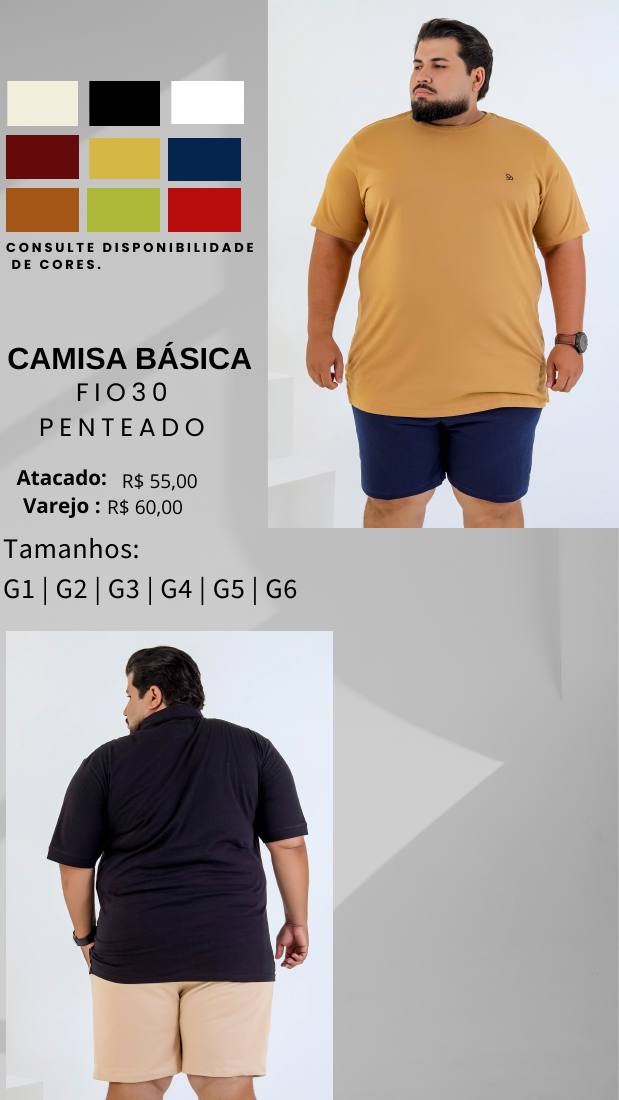 CONSULTE DISPONIBILIDADE
DE CORES.
CAMISA BÁSICA
FIO30
PENTEADO
Atacado: R$ 55,00
Varejo : R$ 60,00
Tamanhos:
G1 | G2 | G3 | G4 | G5 | G6